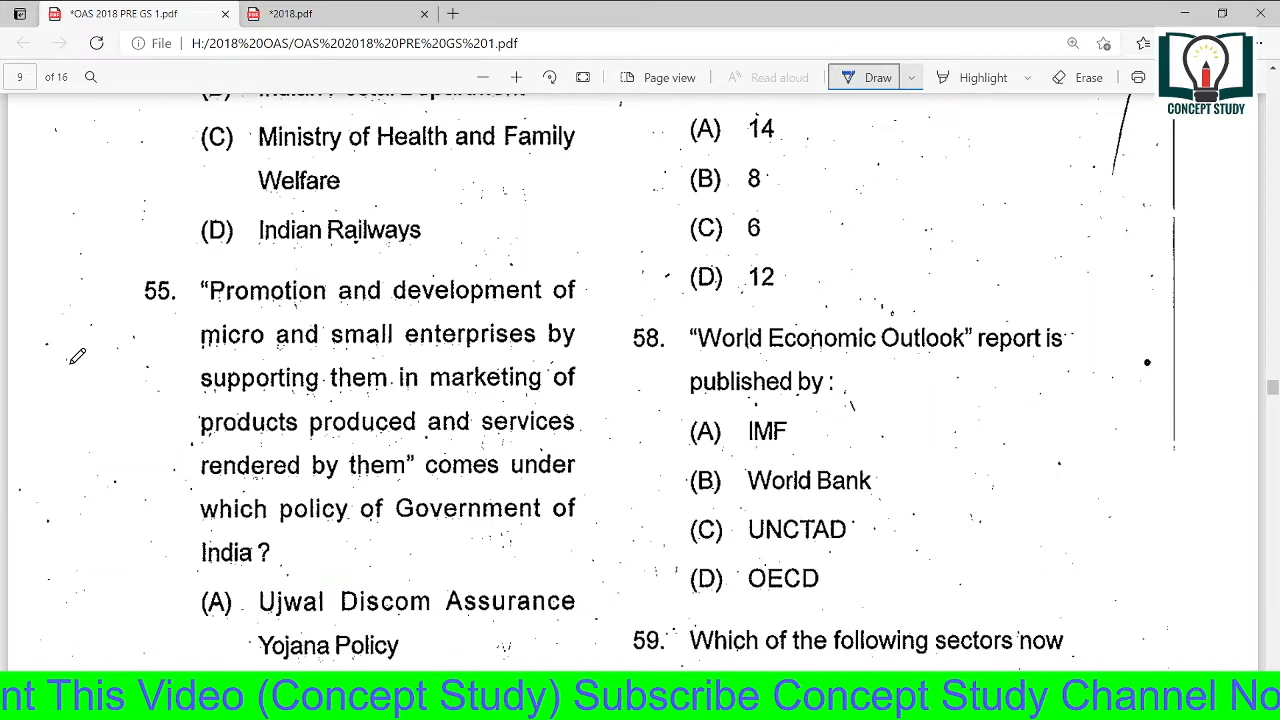 *OAS 2018 PRE GS 1.pdf
*2018.pdf
File
H:/2018%20OAS/OAS%202018%20PRE%20GS%201.pdf
9 of 16
Page view
Read aloud
Draw
Highlight
Erase
CONCEPT STUDY
(C) Ministry of Health and Family
Welfare
(D) Indian Railways
55. “Promotion and development of
micro and small enterprises by
supporting them in marketing of
products produced and services
rendered by them” comes under
which policy of Government of
India ?
(A) Ujwal Discom Assurance
Yojana Policy
(A) 14
(B) 8
(C) 6
(D) 12
58. “World Economic Outlook” report is
published by :
(A) IMF
(B) World Bank
(C) UNCTAD
(D) OECD
59. Which of the following sectors now
nt This Video (Concept Study) Subscribe Concept Study Channel No